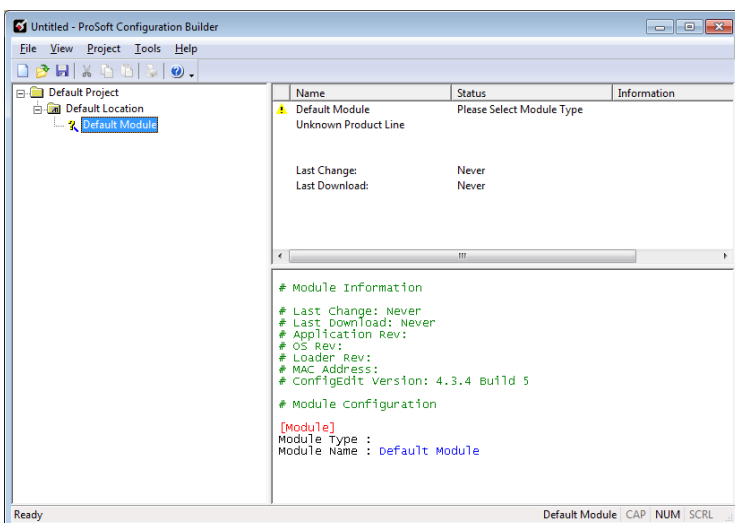 Untitled - ProSoft Configuration Builder
File View Project Tools Help
Default Project
Default Location
Default Module
Name Status Information
Default Module Please Select Module Type
Unknown Product Line
Last Change: Never
Last Download: Never
# Module Information
# Last Change: Never
# Last Download: Never
# Application Rev:
# OS Rev:
# Loader Rev:
# MAC Address:
# ConfigEdit Version: 4.3.4 Build 5
# Module Configuration
[Module]
Module Type :
Module Name : Default Module
Ready Default Module CAP NUM SCRL